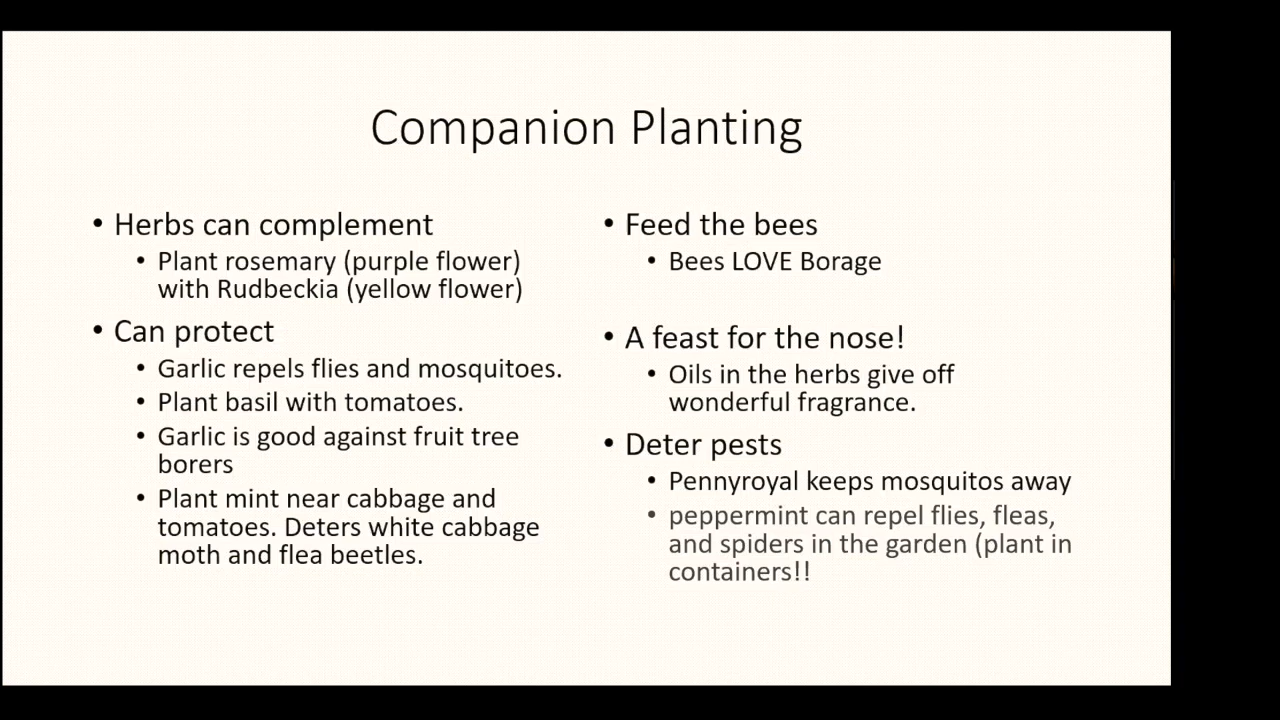 Companion Planting
• Herbs can complement
• Plant rosemary (purple flower)
with Rudbeckia (yellow flower)
• Can protect
• Garlic repels flies and mosquitoes.
• Plant basil with tomatoes.
• Garlic is good against fruit tree
borers
• Plant mint near cabbage and
tomatoes. Deters white cabbage
moth and flea beetles.
• Feed the bees
• Bees LOVE Borage
• A feast for the nose!
• Oils in the herbs give off
wonderful fragrance.
• Deter pests
• Pennyroyal keeps mosquitos away
• peppermint can repel flies, fleas,
and spiders in the garden (plant in
containers!!